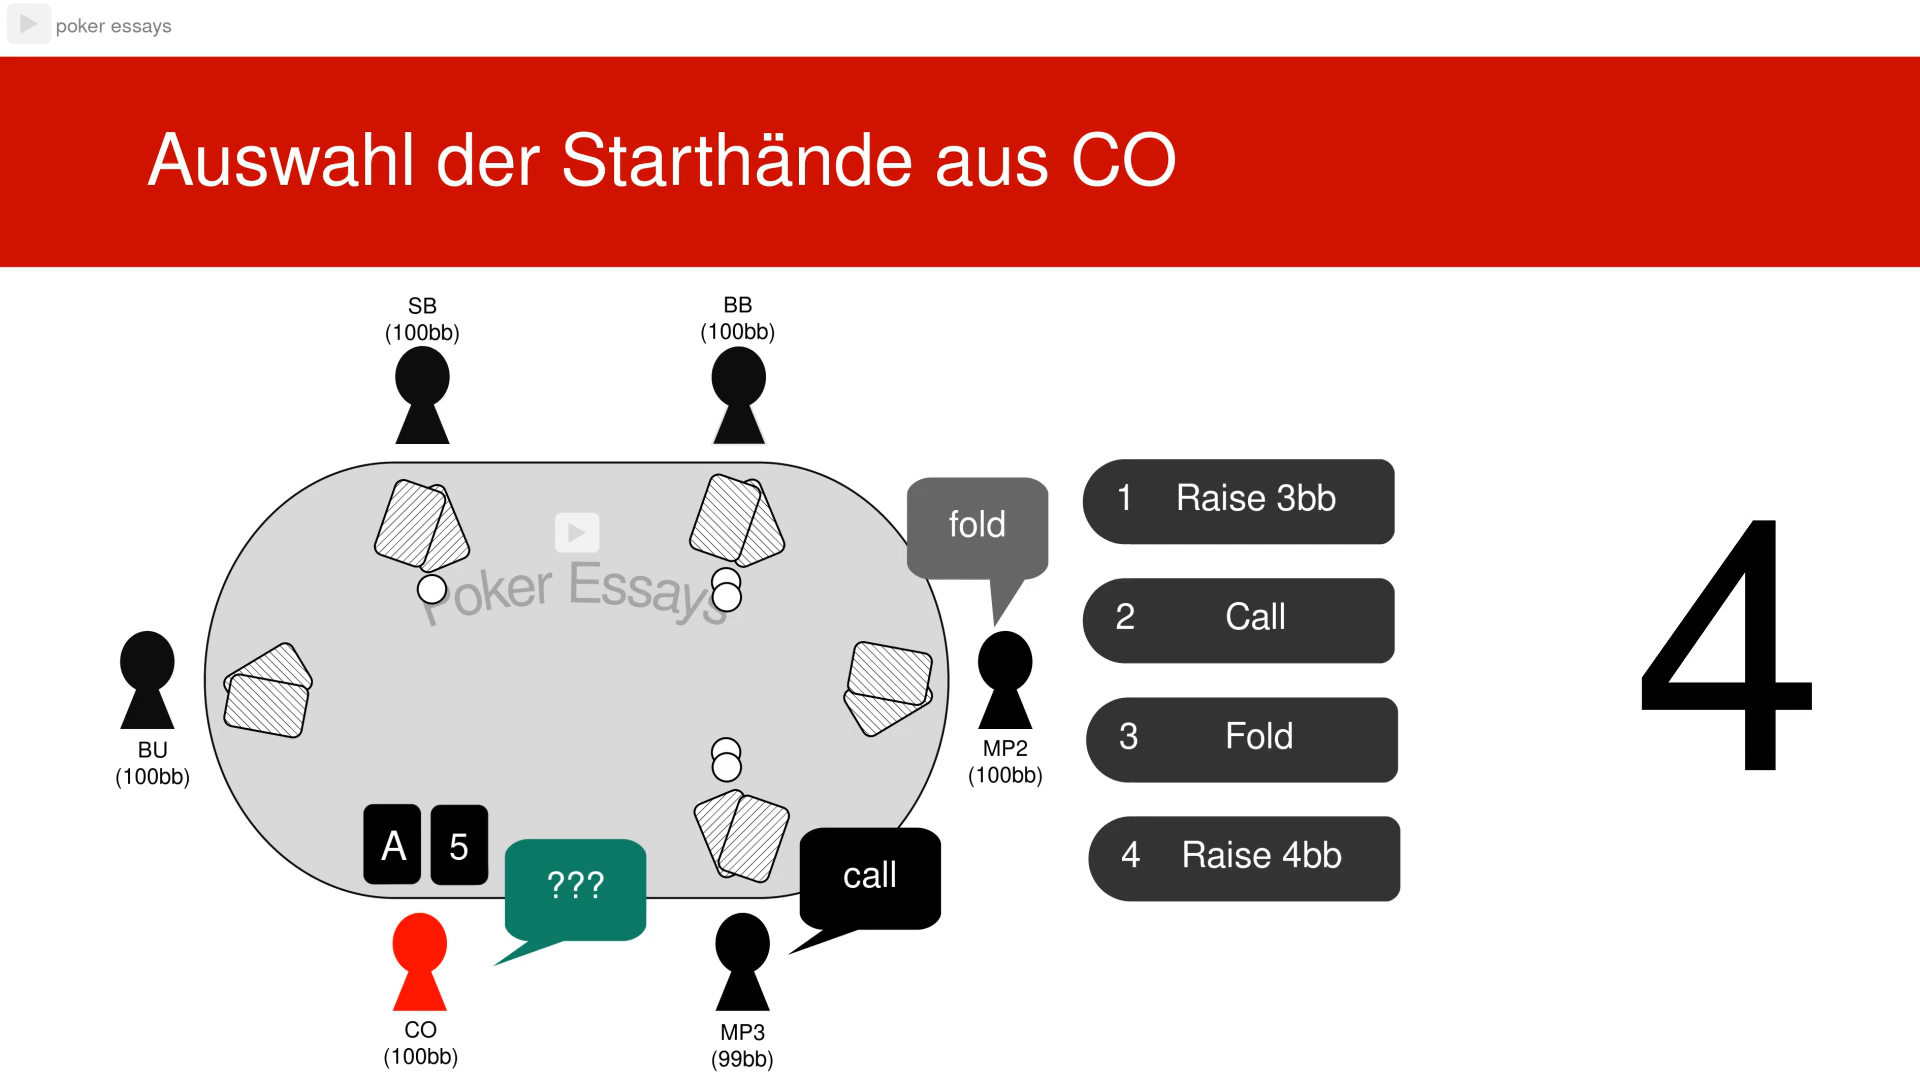 poker essays
Auswahl der Starthände aus CO
SB
(100bb)
BB
(100bb)
fold
Poker Essays
BU
(100bb)
MP2
(100bb)
A
5
???
call
CO
(100bb)
MP3
(99bb)
1 Raise 3bb
2 Call
3 Fold
4 Raise 4bb
4